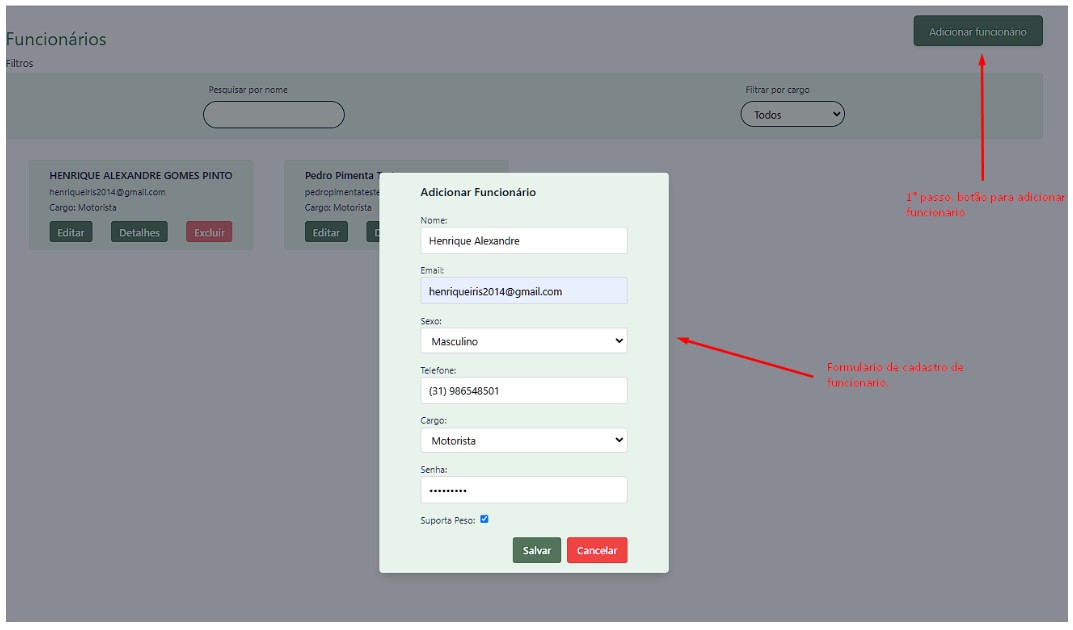 Funcionários
Adicionar funcionário
Filtros
Pesquisar por nome
Filtrar por cargo
Todos
HENRIQUE ALEXANDRE GOMES PINTO
henriqueiris2014@gmail.com
Cargo: Motorista
Editar
Detalhes
Excluir
Pedro Pimenta
pedropimentateste
Cargo: Motorista
Editar
Adicionar Funcionário
Nome:
Henrique Alexandre
Email:
henriqueiris2014@gmail.com
Sexo:
Masculino
Telefone:
(31) 986548501
Cargo:
Motorista
Senha:
•••••••••
Suporta Peso:
Salvar
Cancelar
1° passo, botão para adicionar
funcionário
Formulário de cadastro de
funcionário.